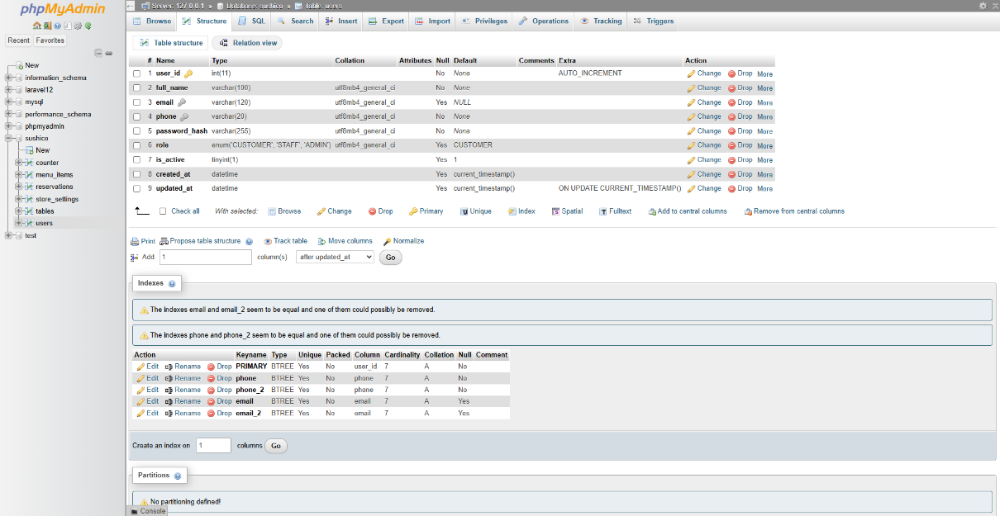 phpMyAdmin
Recent Favorites
New
information_schema
laravel12
mysql
performance_schema
phpmyadmin
sushico
New
counter
menu_items
reservations
store_settings
tables
users
test
Server: 127.0.0.1 » Database: sushico » Table: users
Browse Structure SQL Search Insert Export Import Privileges Operations Tracking Triggers
Table structure Relation view
# Name Type Collation Attributes Null Default Comments Extra Action
1 user_id int(11) No None AUTO_INCREMENT Change Drop More
2 full_name varchar(100) utf8mb4_general_ci No None Change Drop More
3 email varchar(120) utf8mb4_general_ci Yes NULL Change Drop More
4 phone varchar(20) utf8mb4_general_ci No None Change Drop More
5 password_hash varchar(255) utf8mb4_general_ci No None Change Drop More
6 role enum('CUSTOMER', 'STAFF', 'ADMIN') utf8mb4_general_ci Yes CUSTOMER Change Drop More
7 is_active tinyint(1) Yes 1 Change Drop More
8 created_at datetime Yes current_timestamp() Change Drop More
9 updated_at datetime Yes current_timestamp() ON UPDATE CURRENT_TIMESTAMP() Change Drop More
Check all With selected: Browse Change Drop Primary Unique Index Spatial Fulltext Add to central columns Remove from central columns
Print Propose table structure Track table Move columns Normalize
Add 1 column(s) after updated_at Go
Indexes
The indexes email and email_2 seem to be equal and one of them could possibly be removed.
The indexes phone and phone_2 seem to be equal and one of them could possibly be removed.
Action Keyname Type Unique Packed Column Cardinality Collation Null Comment
Edit Rename Drop PRIMARY BTREE Yes No user_id 7 A No
Edit Rename Drop phone BTREE Yes No phone 7 A No
Edit Rename Drop phone_2 BTREE Yes No phone 7 A No
Edit Rename Drop email BTREE Yes No email 7 A Yes
Edit Rename Drop email_2 BTREE Yes No email 7 A Yes
Create an index on 1 columns Go
Partitions
No partitioning defined!
Console